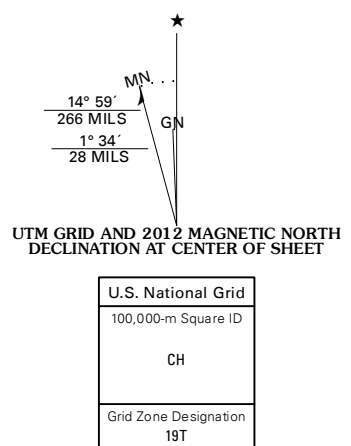 ★
MN
14° 59´
266 MILS
GN
1° 34´
28 MILS
UTM GRID AND 2012 MAGNETIC NORTH
DECLINATION AT CENTER OF SHEET
U.S. National Grid
100,000-m Square ID
CH
Grid Zone Designation
19T